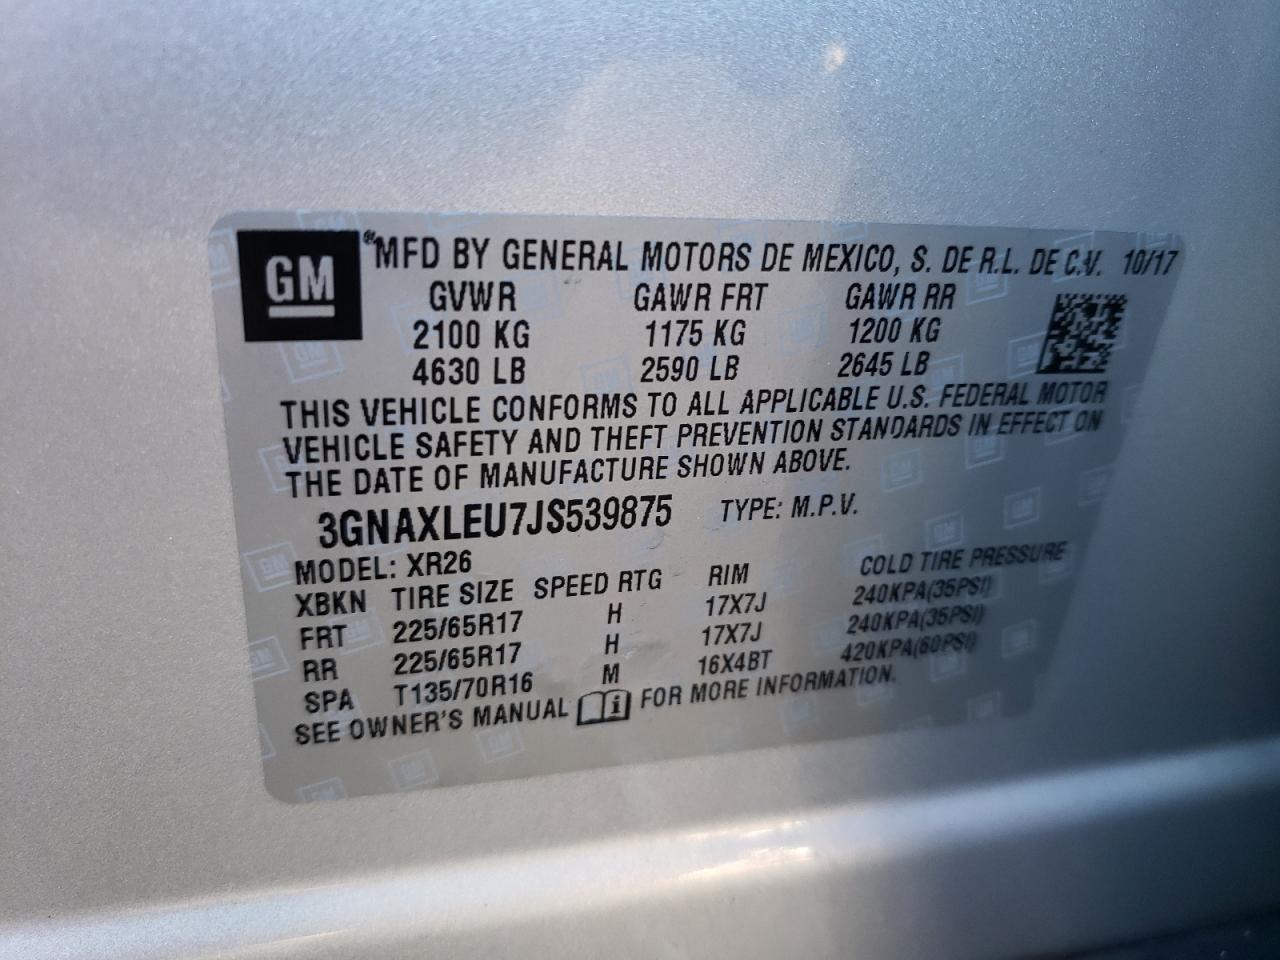 GM ®MFD BY GENERAL MOTORS DE MEXICO, S. DE R.L. DE C.V. 10/17
GVWR GAWR FRT GAWR RR
2100 KG 1175 KG 1200 KG
4630 LB 2590 LB 2645 LB
THIS VEHICLE CONFORMS TO ALL APPLICABLE U.S. FEDERAL MOTOR
VEHICLE SAFETY AND THEFT PREVENTION STANDARDS IN EFFECT ON
THE DATE OF MANUFACTURE SHOWN ABOVE.
3GNAXLEU7JS539875 TYPE: M.P.V.
MODEL: XR26
XBKN TIRE SIZE SPEED RTG RIM COLD TIRE PRESSURE
FRT 225/65R17 H 17X7J 240KPA(35PSI)
RR 225/65R17 H 17X7J 240KPA(35PSI)
SPA T135/70R16 M 16X4BT 420KPA(60PSI)
SEE OWNER'S MANUAL i FOR MORE INFORMATION.